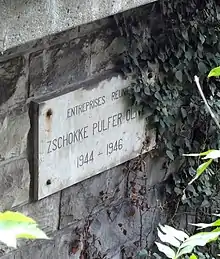 ENTREPRISES
ZSCHOKKE PULFER
1944 - 1946